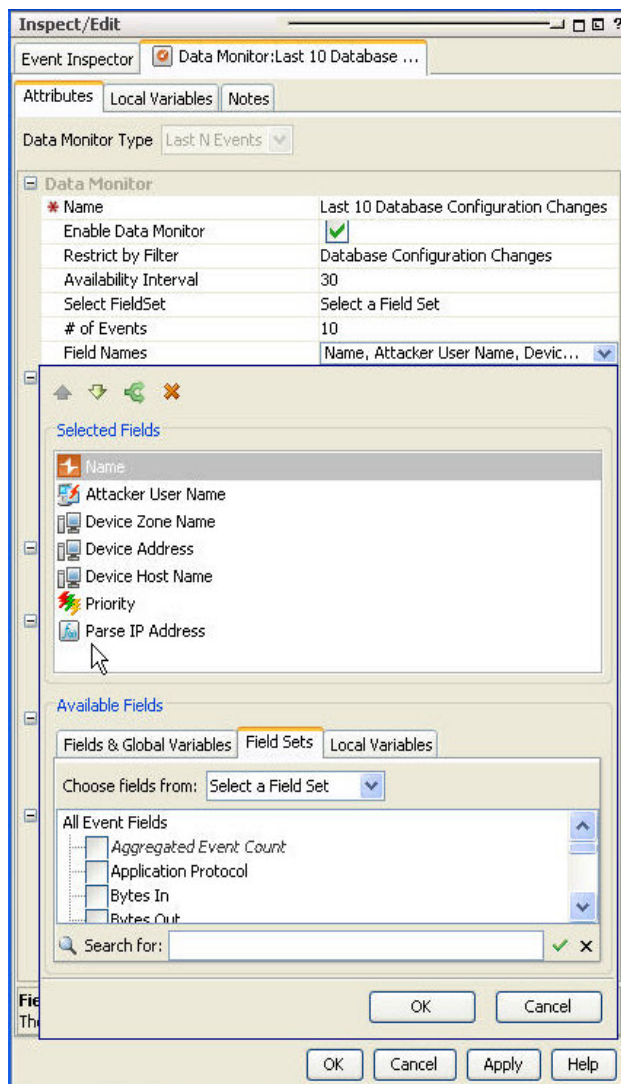 Inspect/Edit
Event Inspector Data Monitor:Last 10 Database ...
Attributes Local Variables Notes
Data Monitor Type Last N Events
Data Monitor
* Name Last 10 Database Configuration Changes
Enable Data Monitor
Restrict by Filter Database Configuration Changes
Availability Interval 30
Select FieldSet Select a Field Set
# of Events 10
Field Names Name, Attacker User Name, Devic...
Selected Fields
Name
Attacker User Name
Device Zone Name
Device Address
Device Host Name
Priority
Parse IP Address
Available Fields
Fields & Global Variables Field Sets Local Variables
Choose fields from: Select a Field Set
All Event Fields
Aggregated Event Count
Application Protocol
Bytes In
Bytes Out
Search for:
OK Cancel
Fie
The
OK Cancel Apply Help